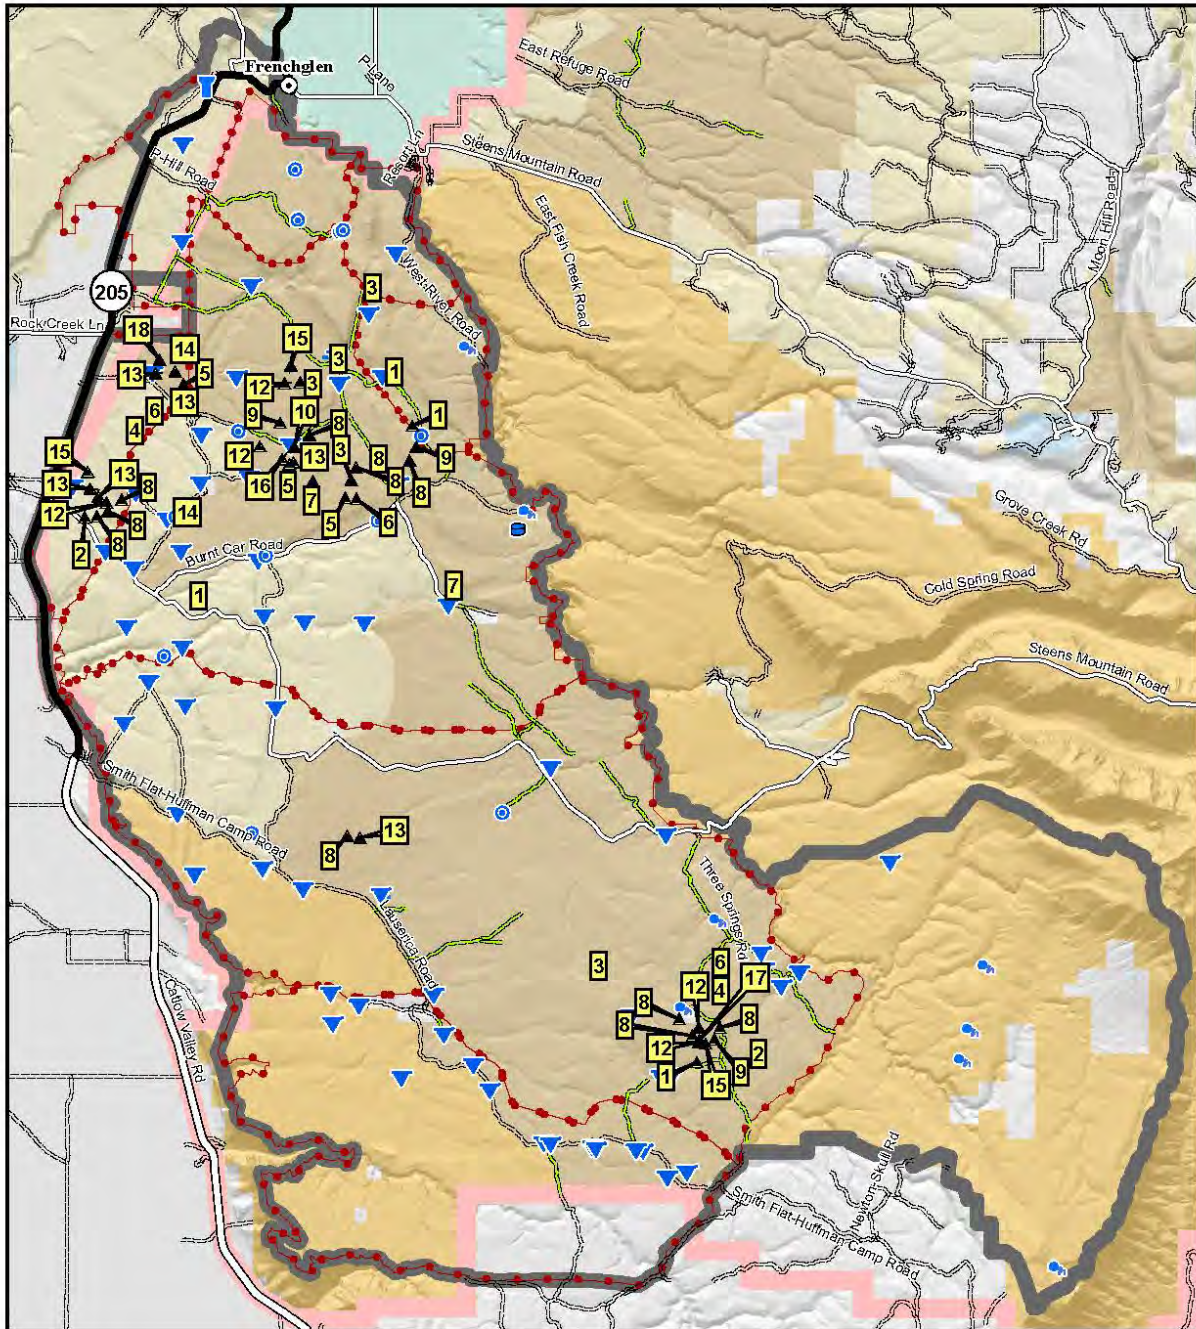 Frenchglen
P-Lane
East Refuge Road
Resort Ln
Steens Mountain Road
P-Hill Road
East Fish Creek Road
Moon Hill Road
West-River Road
205
3
Rock Creek Ln
18
14
15
3
13
5
12
3
1
13
6
9
10
8
1
4
12
13
3
8
9
15
13
16
5
8
8
13
8
7
12
14
5
6
8
2
8
Burnt Car Road
Grove Creek Rd
Cold Spring Road
1
7
Steens Mountain Road
Smith Flat-Huffman Camp Road
13
8
Three Springs Rd
Lauserica Road
3
6
17
12
4
8
8
8
12
2
1
15
9
Catlow Valley Rd
Newton-Skull Rd
Smith Flat-Huffman Camp Road